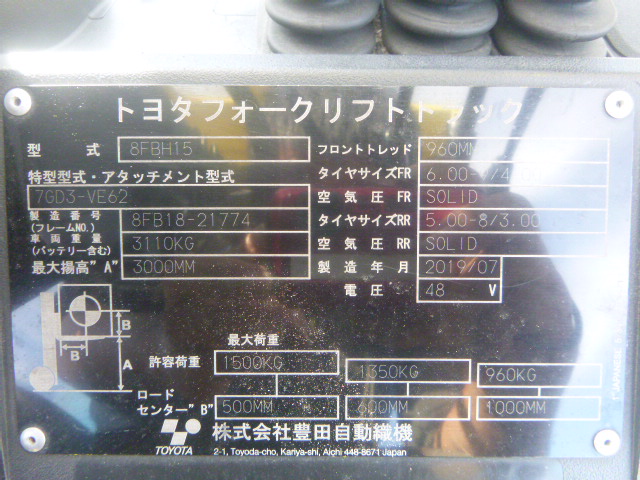 トヨタフォークリフトトラック
型式 8FBH15 フロントトレッド 960MM
特型型式・アタッチメント型式 タイヤサイズFR
7GD3-VE62 空気圧 FR SOLID
製造番号(フレームNO.) 8FB18-21774 タイヤサイズRR 5.00-8/3.00
車両重量(バッテリー含む) 3110KG 空気圧 RR SOLID
最大揚高"A" 3000MM 製造年月 2019/07
電圧 48 V
B
B A
最大荷重
許容荷重 1500KG 1350KG 960KG
ロードセンター"B" 500MM 600MM 1000MM
株式会社豊田自動織機
TOYOTA 2-1, Toyoda-cho, Kariya-shi, Aichi 448-8671 Japan